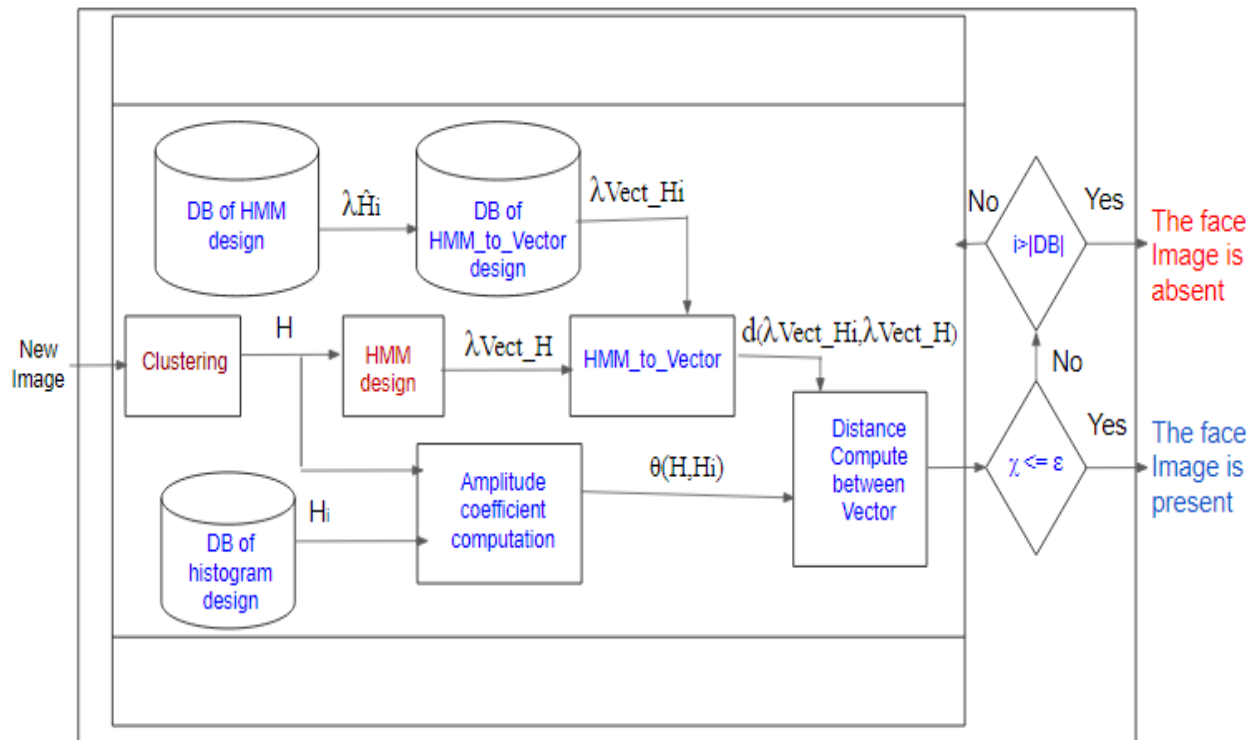 DB of HMM
design
λĤi
DB of
HMM_to_Vector
design
λVect_Hi
No
i>|DB|
Yes
The face
Image is
absent
New
Image
Clustering
H
HMM
design
λVect_H
HMM_to_Vector
d(λVect_Hi,λVect_H)
No
DB of
histogram
design
Hi
Amplitude
coefficient
computation
θ(H,Hi)
Distance
Compute
between
Vector
χ <= ε
Yes
The face
Image is
present